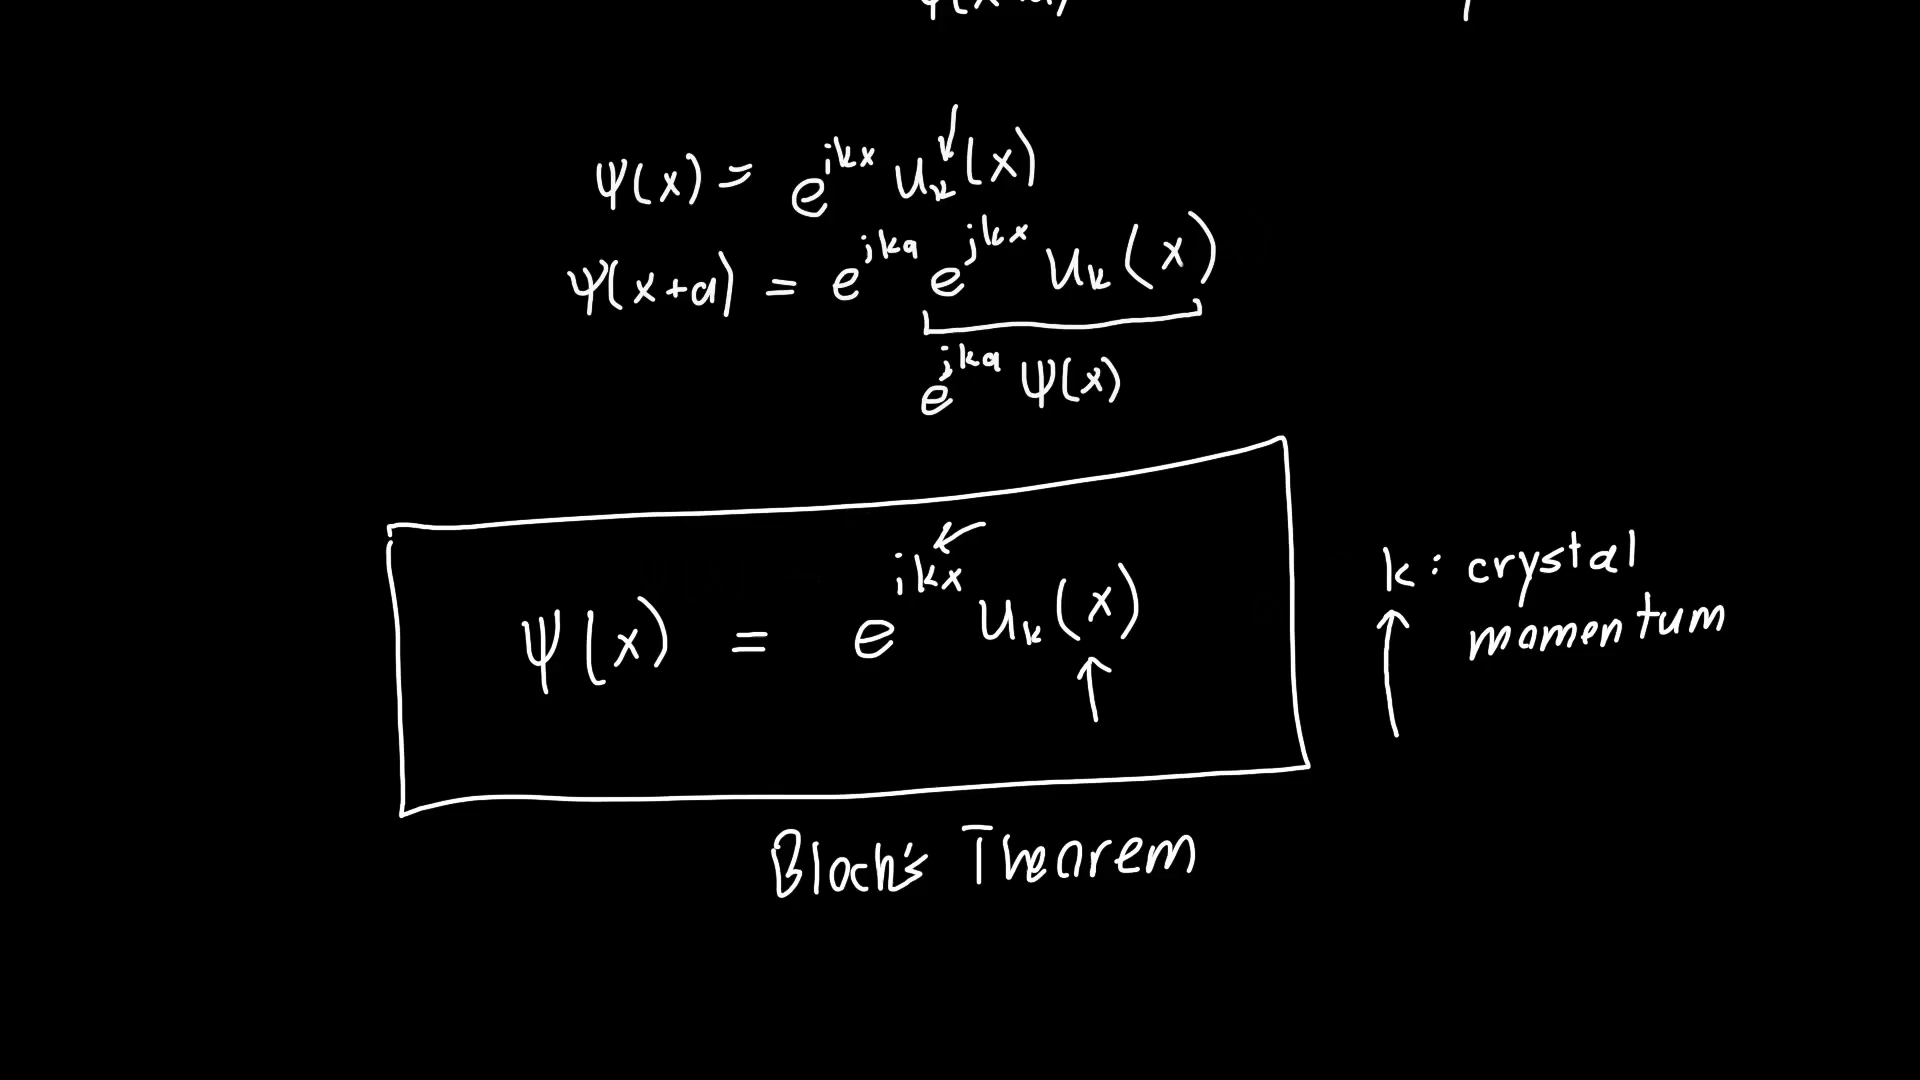 ψ(x) = e^{ikx} u_k(x)
ψ(x+a) = e^{jka} e^{jkx} u_k(x)
e^{jka} ψ(x)
ψ(x) = e^{ikx} u_k(x)
k: crystal
momentum
Bloch's Theorem